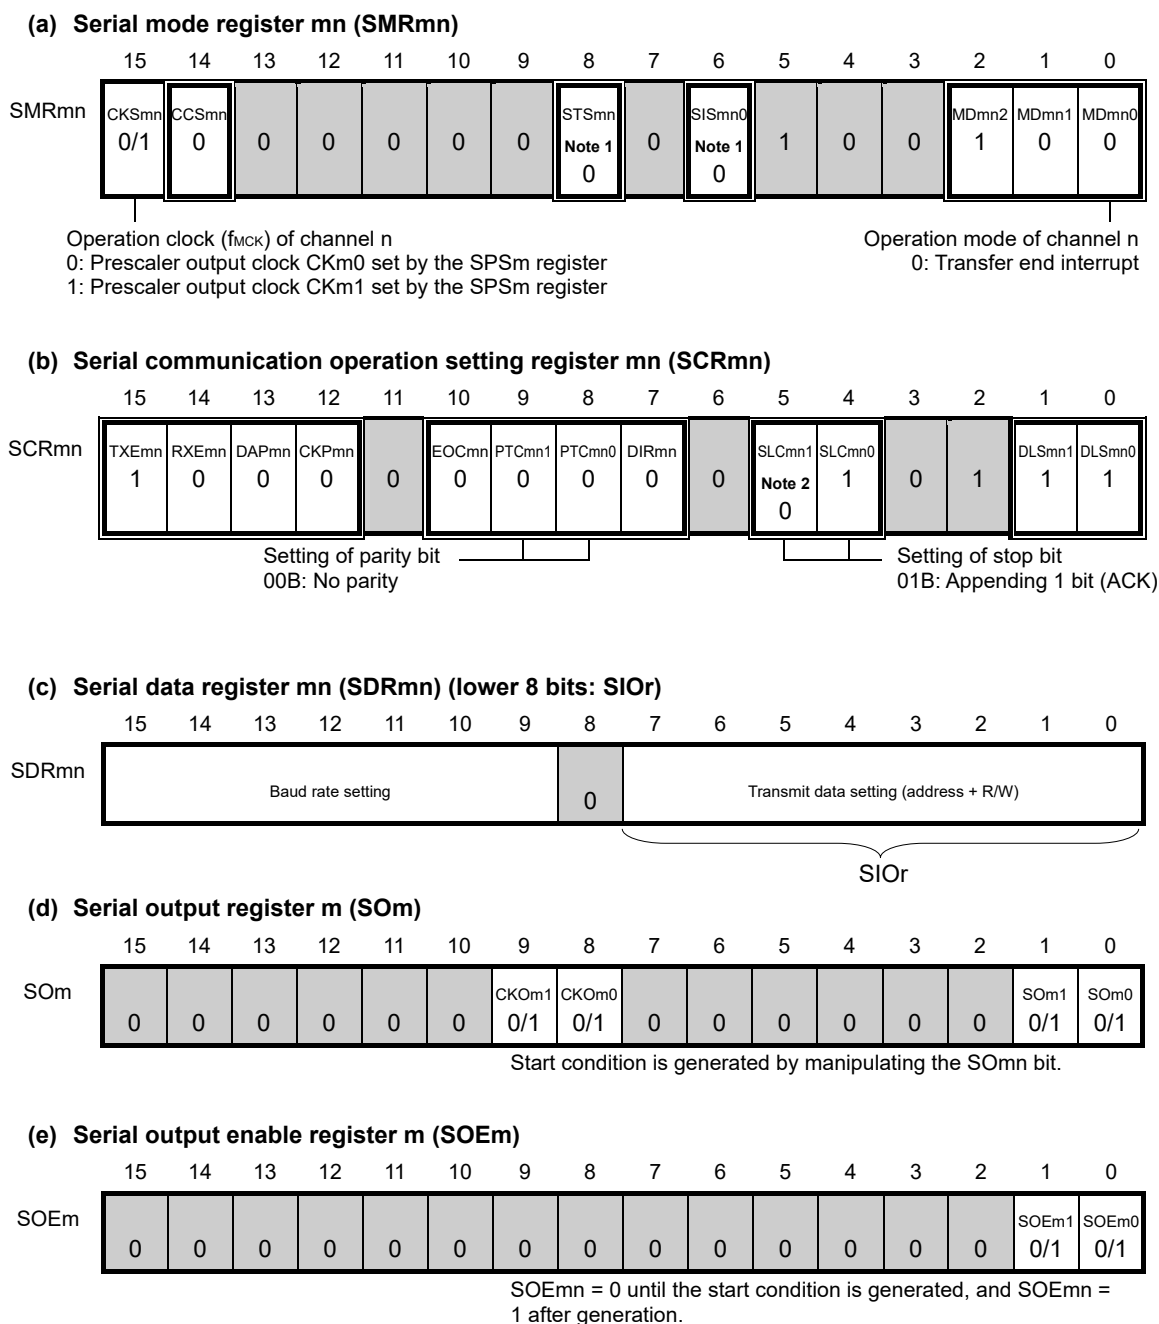 (a) Serial mode register mn (SMRmn)
15 14 13 12 11 10 9 8 7 6 5 4 3 2 1 0
SMRmn CKSmn CCSmn STSmn SISmn0 MDmn2 MDmn1 MDmn0
Note 1 Note 1
0/1 0 0 0 0 0 0 0 0 0 1 0 0 1 0 0
Operation clock (fMCK) of channel n Operation mode of channel n
0: Prescaler output clock CKm0 set by the SPSm register 0: Transfer end interrupt
1: Prescaler output clock CKm1 set by the SPSm register
(b) Serial communication operation setting register mn (SCRmn)
15 14 13 12 11 10 9 8 7 6 5 4 3 2 1 0
SCRmn TXEmn RXEmn DAPmn CKPmn EOCmn PTCmn1 PTCmn0 DIRmn SLCmn1 SLCmn0 DLSmn1 DLSmn0
Note 2
1 0 0 0 0 0 0 0 0 0 0 1 0 1 1 1
Setting of parity bit Setting of stop bit
00B: No parity 01B: Appending 1 bit (ACK)
(c) Serial data register mn (SDRmn) (lower 8 bits: SIOr)
15 14 13 12 11 10 9 8 7 6 5 4 3 2 1 0
SDRmn Baud rate setting 0 Transmit data setting (address + R/W)
SIOr
(d) Serial output register m (SOm)
15 14 13 12 11 10 9 8 7 6 5 4 3 2 1 0
SOm CKOm1 CKOm0 SOm1 SOm0
0 0 0 0 0 0 0/1 0/1 0 0 0 0 0 0 0/1 0/1
Start condition is generated by manipulating the SOmn bit.
(e) Serial output enable register m (SOEm)
15 14 13 12 11 10 9 8 7 6 5 4 3 2 1 0
SOEm SOEm1 SOEm0
0 0 0 0 0 0 0 0 0 0 0 0 0 0 0/1 0/1
SOEmn = 0 until the start condition is generated, and SOEmn =
1 after generation.